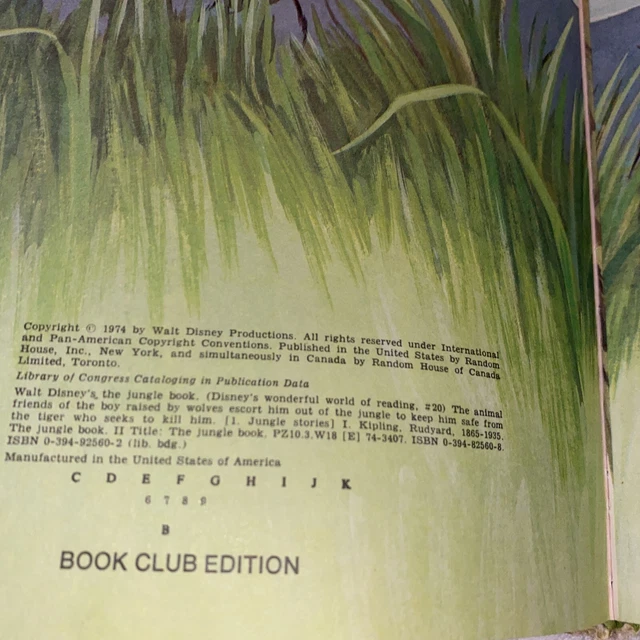 Copyright © 1974 by Walt Disney Productions. All rights reserved under International
and Pan-American Copyright Conventions. Published in the United States by Random
House, Inc., New York, and simultaneously in Canada by Random House of Canada
Limited, Toronto.
Library of Congress Cataloging in Publication Data
Walt Disney's, the jungle book. (Disney's wonderful world of reading, #20) The animal
friends of the boy raised by wolves escort him out of the jungle to keep him safe from
the tiger who seeks to kill him. [1. Jungle stories] I. Kipling, Rudyard, 1865-1935.
The jungle book. II Title: The jungle book. PZ10.3.W18 [E] 74-3407. ISBN 0-394-82560-8.
ISBN 0-394-92560-2 (lib. bdg.)
Manufactured in the United States of America
C D E F G H I J K
6 7 8 9
B
BOOK CLUB EDITION